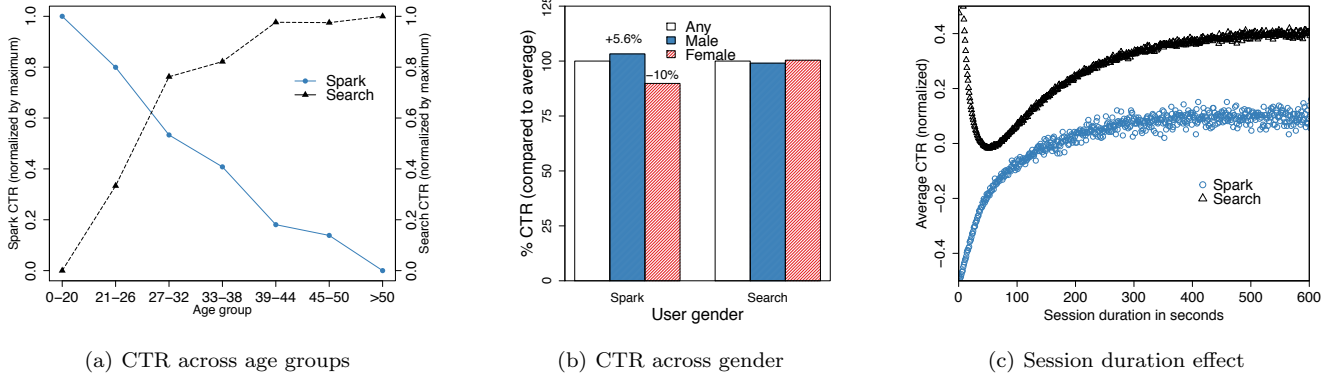 Spark CTR (normalized by maximum)
0.0 0.2 0.4 0.6 0.8 1.0
Spark
Search
0.0 0.2 0.4 0.6 0.8 1.0
Search CTR (normalized by maximum)
0−20 21−26 27−32 33−38 39−44 45−50 >50
Age group
(a) CTR across age groups
% CTR (compared to average)
0 25 50 75 100 125
Any
Male
Female
+5.6%
−10%
Spark Search
User gender
(b) CTR across gender
Average CTR (normalized)
−0.4 −0.2 0.0 0.2 0.4
Spark
Search
0 100 200 300 400 500 600
Session duration in seconds
(c) Session duration effect